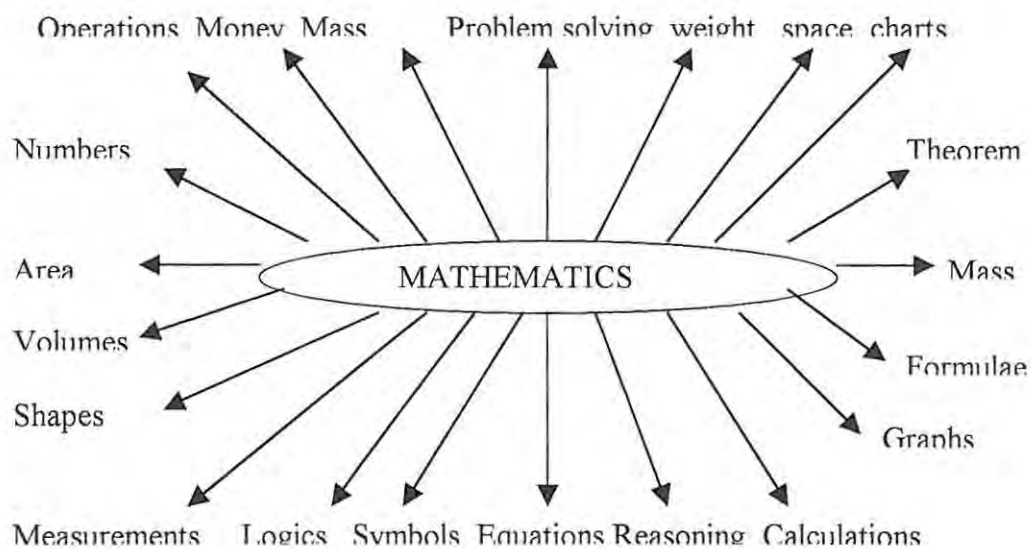 Operations Money Mass Problem solving weight space charts
Numbers Theorem
Area MATHEMATICS Mass
Volumes Formulae
Shapes Graphs
Measurements Logics Symbols Equations Reasoning Calculations